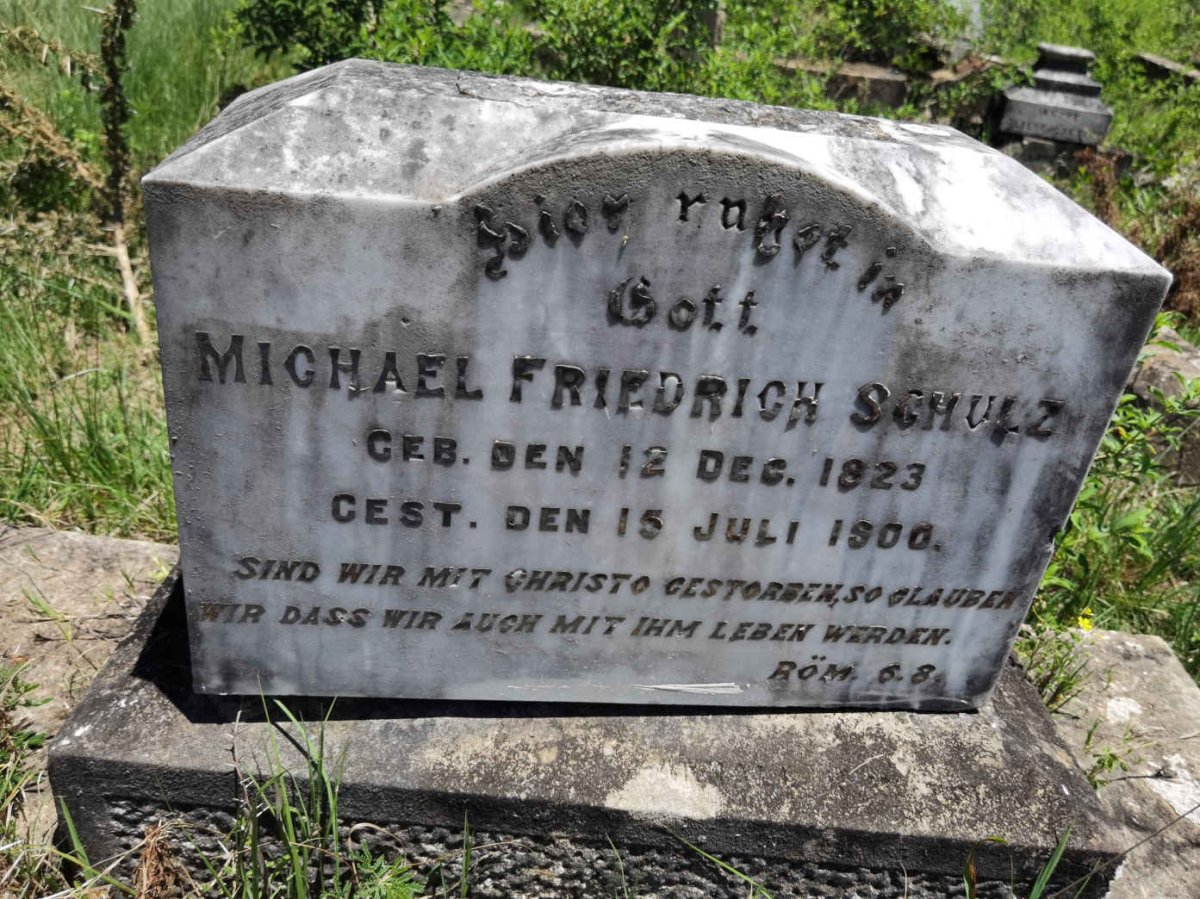 Hier ruhet in
Gott
MICHAEL FRIEDRICH SCHULZ
GEB. DEN 12 DEC. 1823
GEST. DEN 15 JULI 1900.
SIND WIR MIT CHRISTO GESTORBEN, SO GLAUBEN
WIR DASS WIR AUCH MIT IHM LEBEN WERDEN.
RÖM. 6.8.